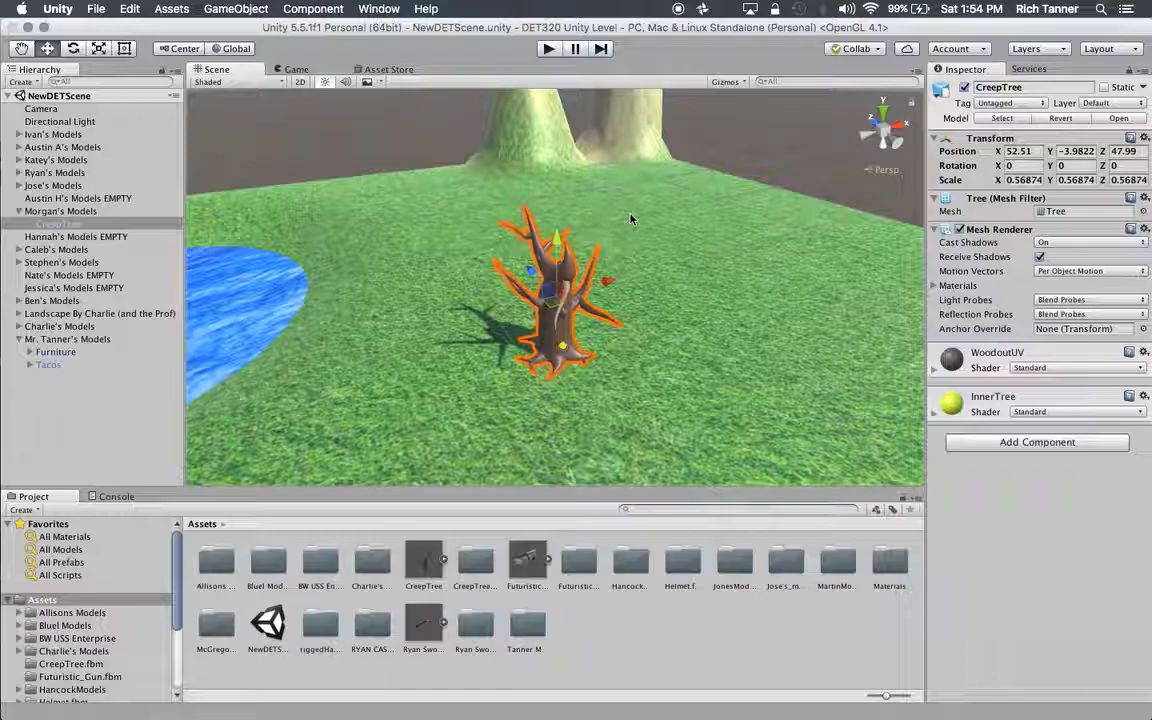 Unity File Edit Assets GameObject Component Window Help 99% Sat 1:54 PM Rich Tanner
Unity 5.5.1f1 Personal (64bit) - NewDETScene.unity - DET320 Unity Level - PC, Mac & Linux Standalone (Personal) <OpenGL 4.1>
Center Global Collab Account Layers Layout
Hierarchy Scene Game Asset Store Inspector Services
Create All Shaded 2D Gizmos All
CreepTree Static
Tag Untagged Layer Default
Model Select Revert Open
NewDETScene
Camera
Directional Light
Ivan's Models
Austin A's Models
Katey's Models
Ryan's Models
Jose's Models
Austin H's Models EMPTY
Morgan's Models
CreepTree
Hannah's Models EMPTY
Caleb's Models
Stephen's Models
Nate's Models EMPTY
Jessica's Models EMPTY
Ben's Models
Landscape By Charlie (and the Prof)
Charlie's Models
Mr. Tanner's Models
Furniture
Tacos
y
x
z
Persp
Transform
Position X 52.51 Y -3.9822 Z 47.99
Rotation X 0 Y 0 Z 0
Scale X 0.56874 Y 0.56874 Z 0.56874
Tree (Mesh Filter)
Mesh Tree
Mesh Renderer
Cast Shadows On
Receive Shadows
Motion Vectors Per Object Motion
Materials
Light Probes Blend Probes
Reflection Probes Blend Probes
Anchor Override None (Transform)
WoodoutUV
Shader Standard
InnerTree
Shader Standard
Add Component
Project Console
Create
Favorites
All Materials
All Models
All Prefabs
All Scripts
Assets
Allisons Models
Bluel Models
BW USS Enterprise
Charlie's Models
CreepTree.fbm
Futuristic_Gun.fbm
HancockModels
Helmet.fbm
Assets
Allisons ... Bluel Mod... BW USS En... Charlie's... CreepTree CreepTree... Futuristic... Futuristic... Hancock... Helmet.f... JonesMod... Jose's_m... MartinMo... Materials
McGrego... NewDETS... riggedHa... RYAN CAS... Ryan Swo... Ryan Swo... Tanner M...